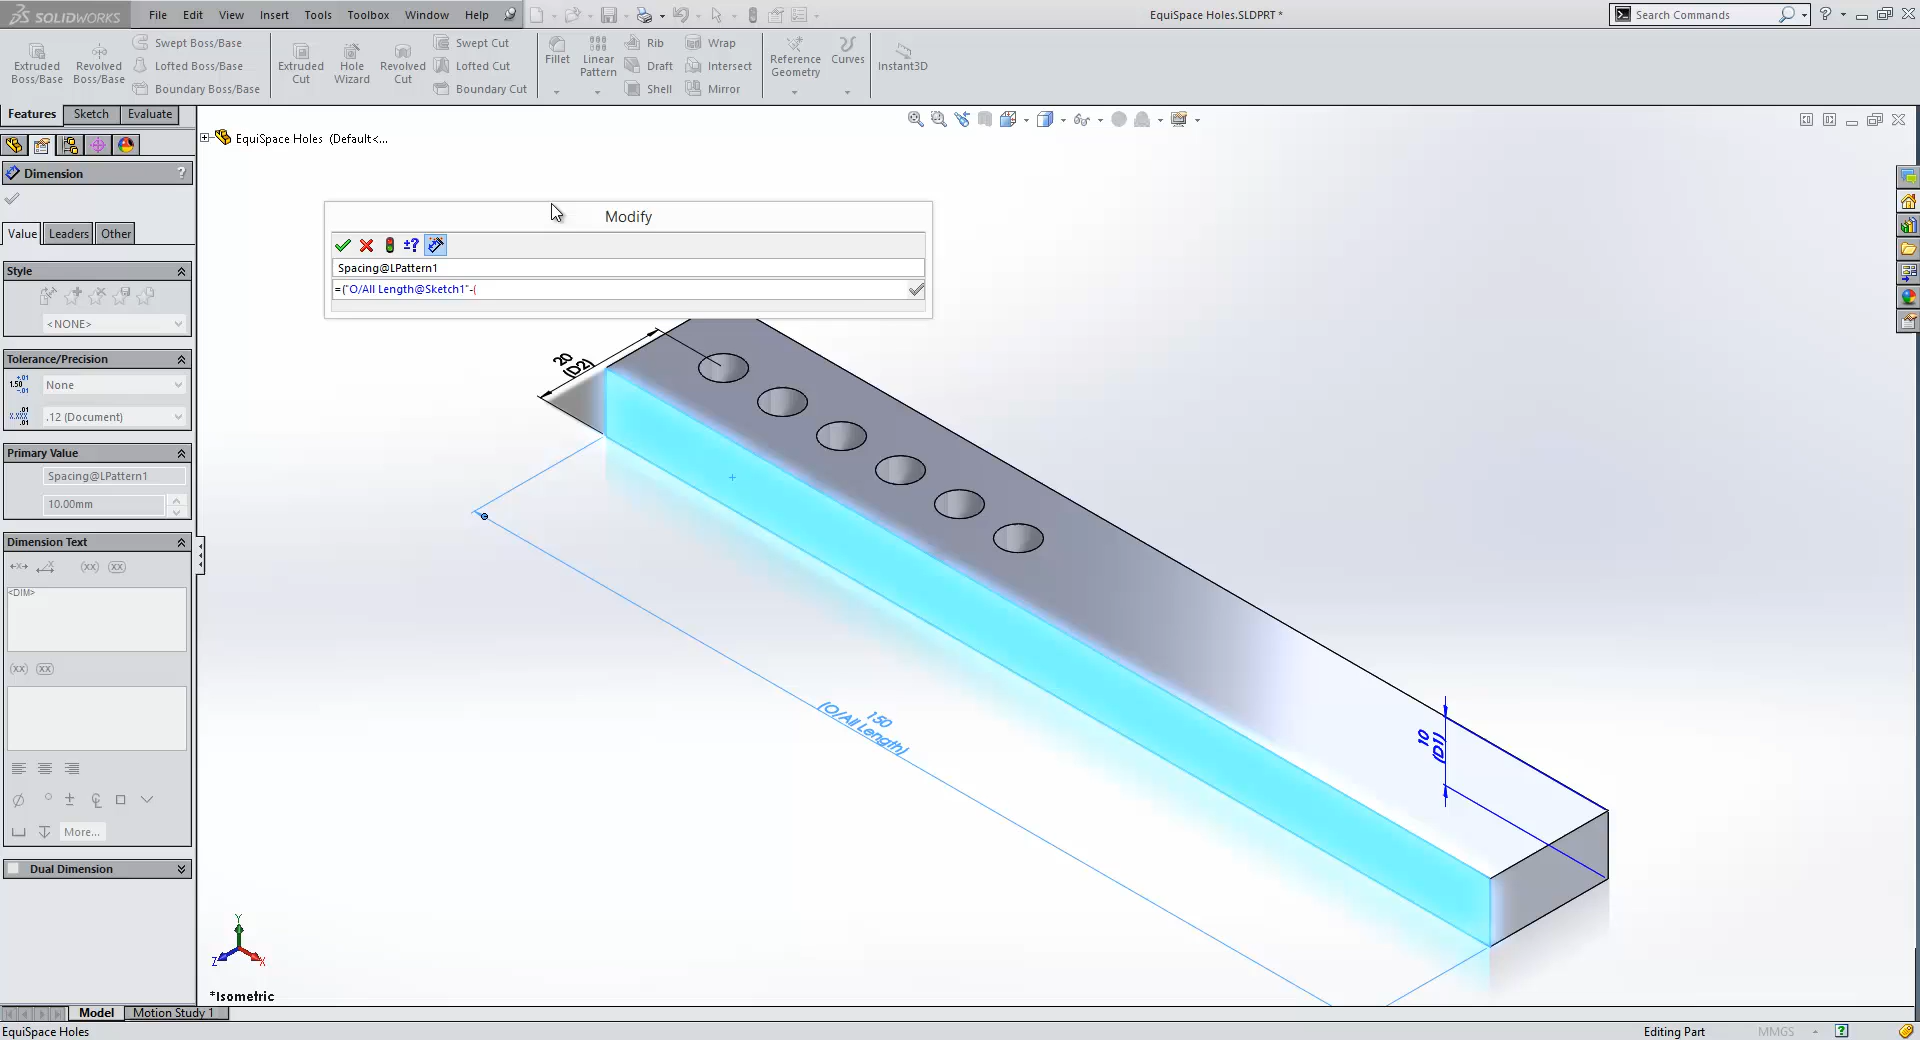 SOLIDWORKS
File Edit View Insert Tools Toolbox Window Help
EquiSpace Holes.SLDPRT *
Search Commands
?
Extruded Boss/Base
Revolved Boss/Base
Swept Boss/Base
Lofted Boss/Base
Boundary Boss/Base
Extruded Cut
Hole Wizard
Revolved Cut
Swept Cut
Lofted Cut
Boundary Cut
Fillet
Linear Pattern
Rib
Draft
Shell
Wrap
Intersect
Mirror
Reference Geometry
Curves
Instant3D
Features Sketch Evaluate
EquiSpace Holes (Default<...
Dimension ?
Value Leaders Other
Style
<NONE>
Tolerance/Precision
None
.12 (Document)
Primary Value
Spacing@LPattern1
10.00mm
Dimension Text
(xx) (xx)
<DIM>
(xx) (xx)
More...
Dual Dimension
Modify
±?
Spacing@LPattern1
=("O/All Length@Sketch1"-(
20
(D2)
150
(O/All Length)
10
(D1)
Y
Z X
*Isometric
Model Motion Study 1
EquiSpace Holes
Editing Part
MMGS
?